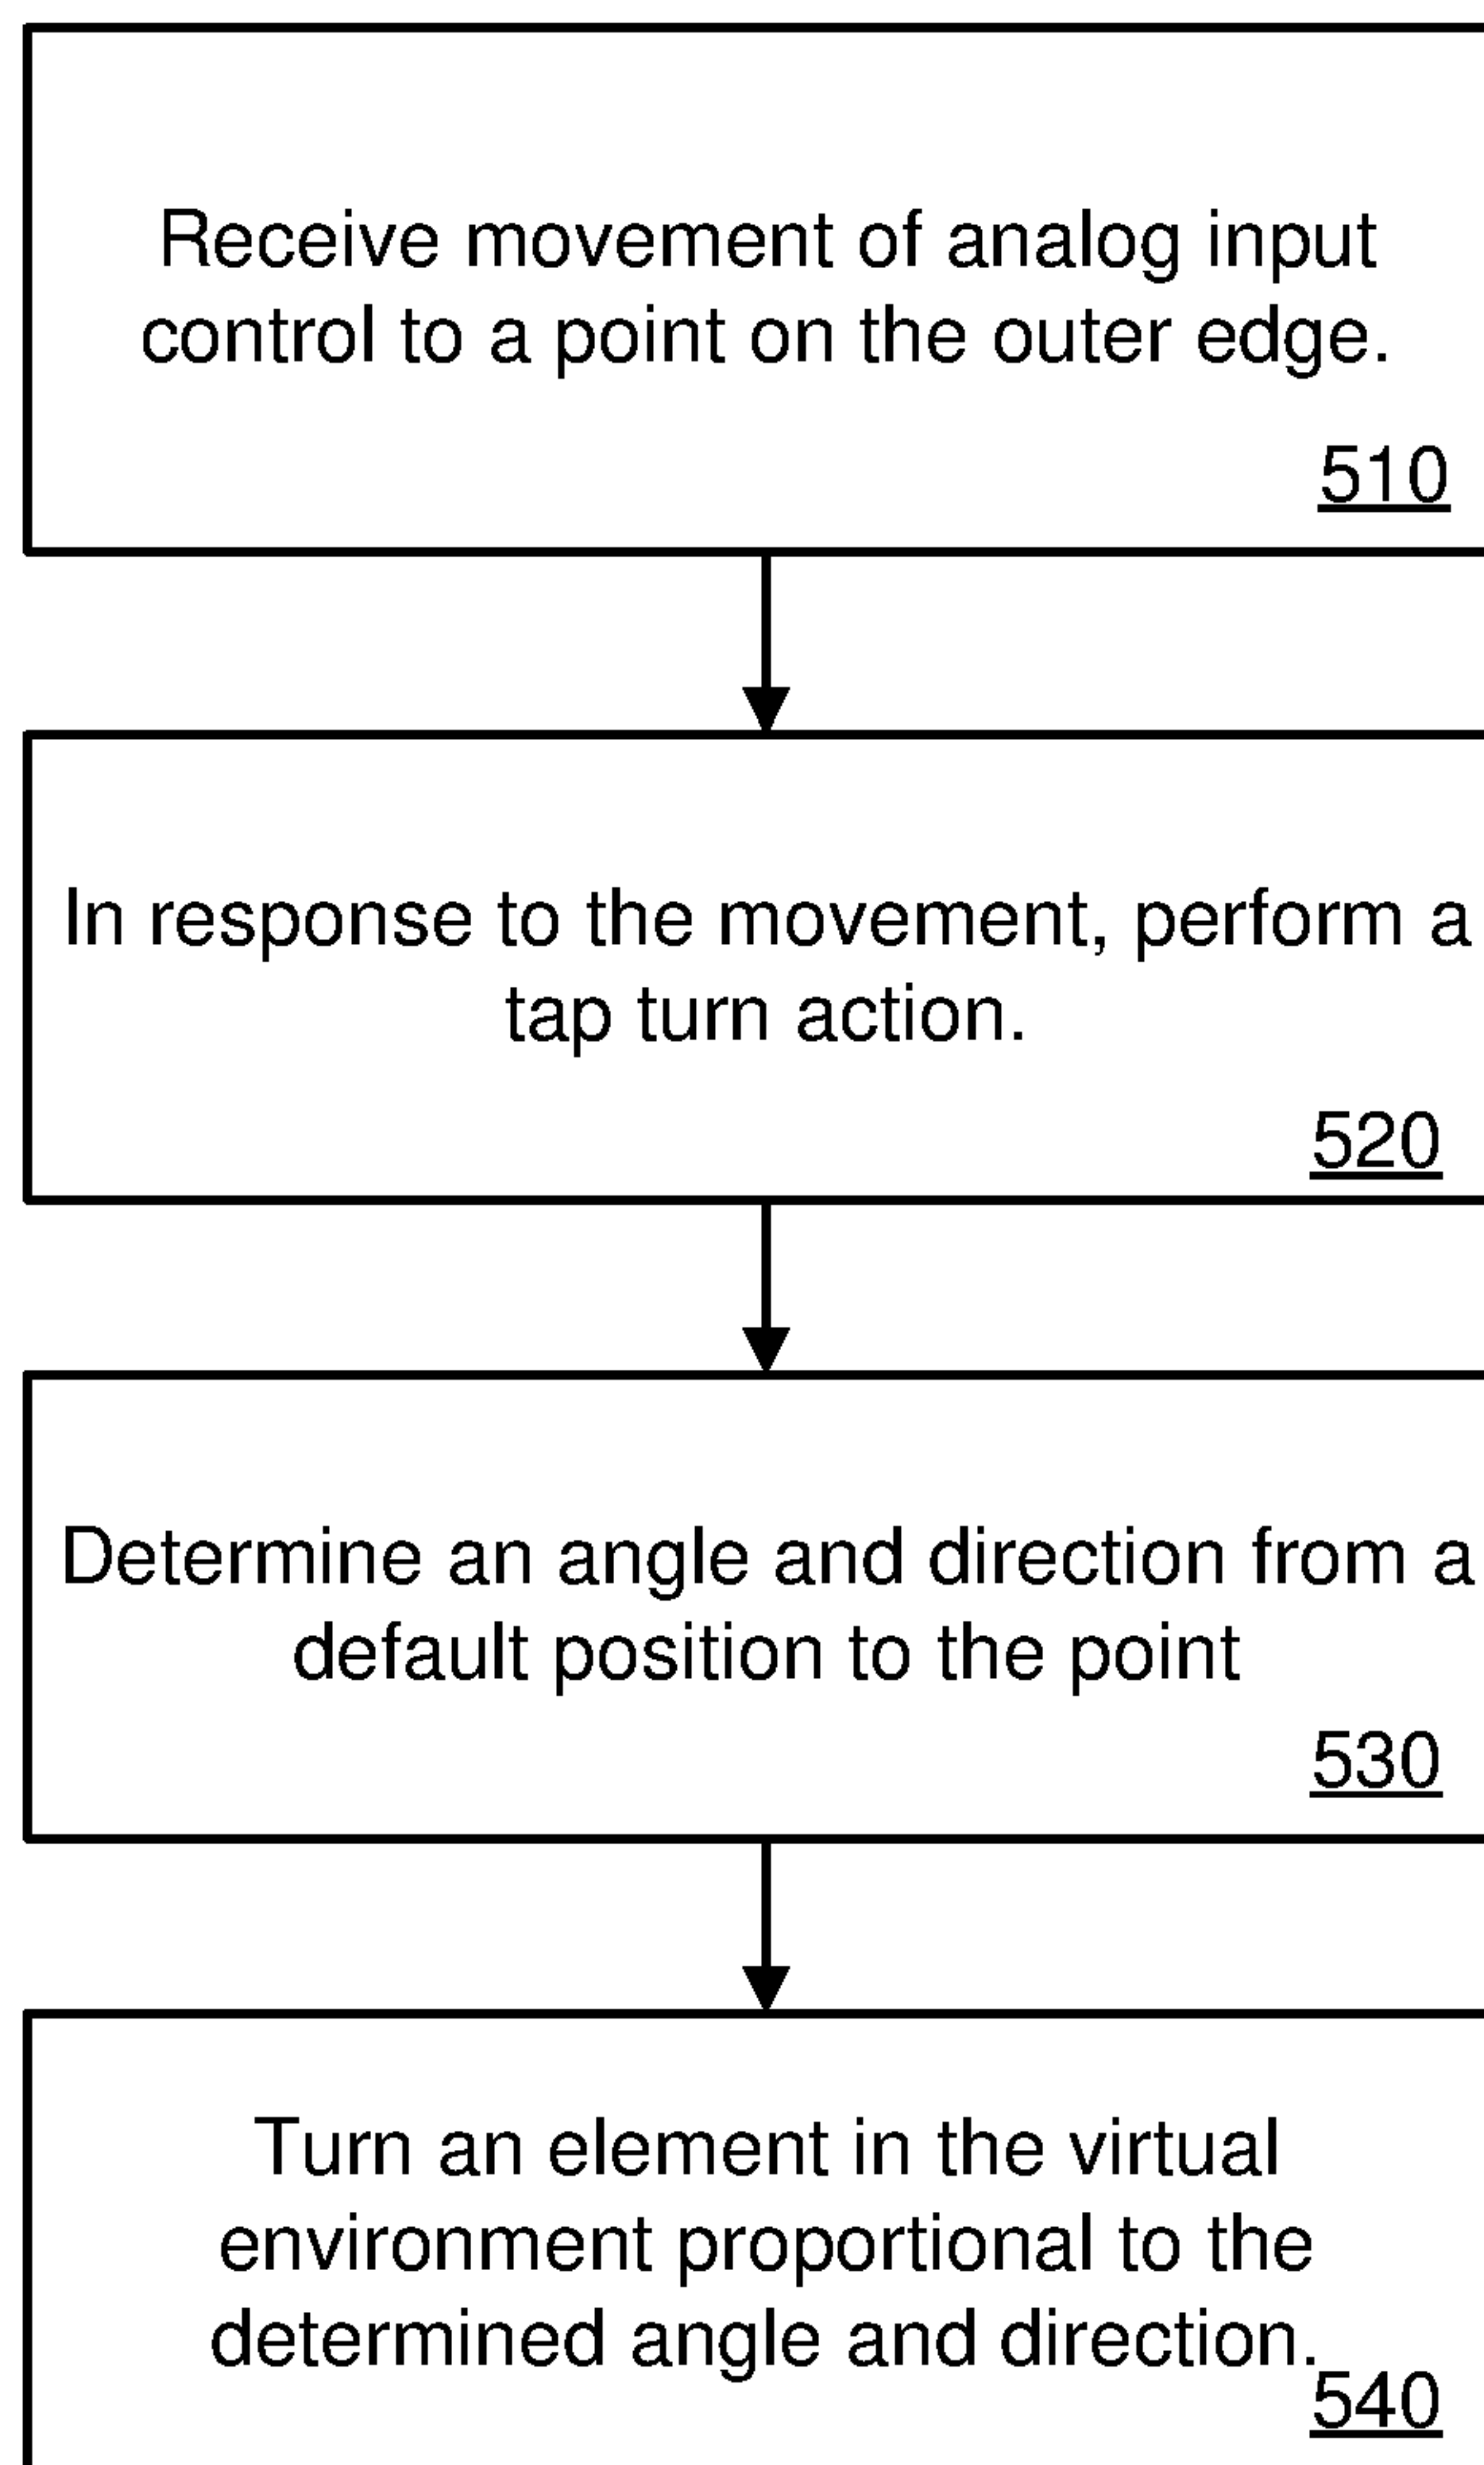 Receive movement of analog input
control to a point on the outer edge.
510
In response to the movement, perform a
tap turn action.
520
Determine an angle and direction from a
default position to the point
530
Turn an element in the virtual
environment proportional to the
determined angle and direction.
540